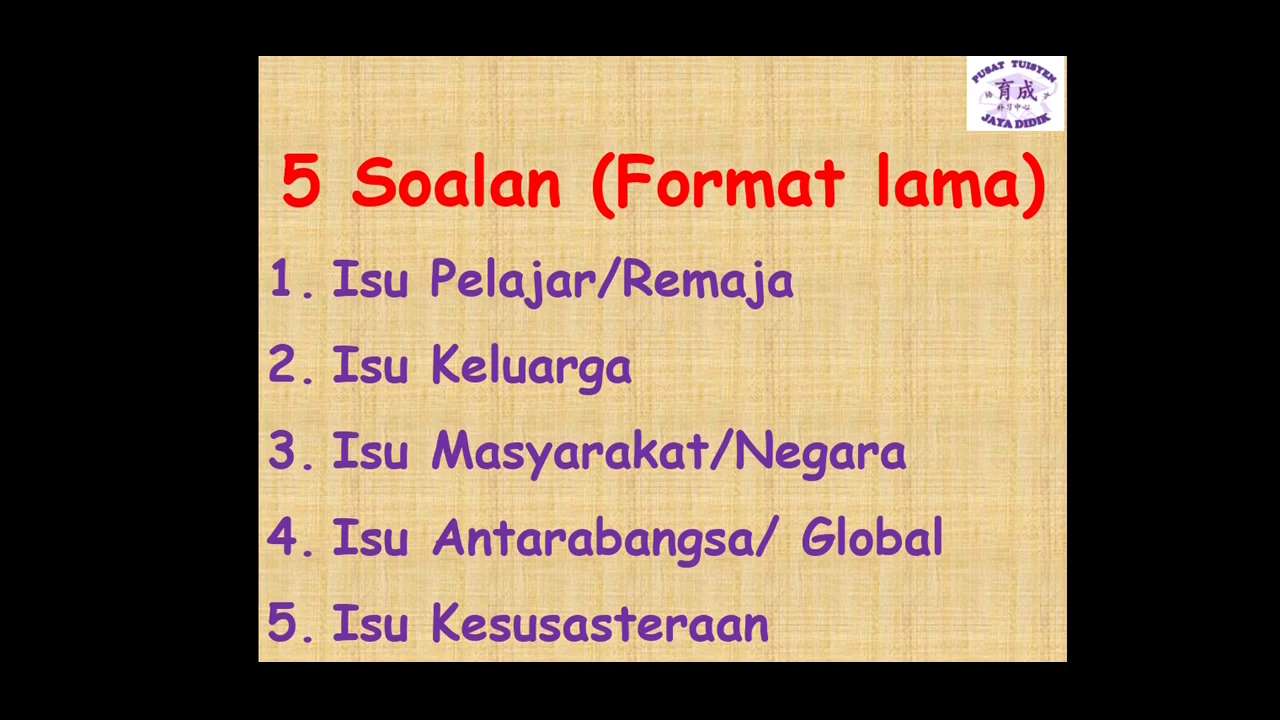 PUSAT TUISYEN
育成
补习中心
JAYA DIDIK
5 Soalan (Format lama)
1. Isu Pelajar/Remaja
2. Isu Keluarga
3. Isu Masyarakat/Negara
4. Isu Antarabangsa/ Global
5. Isu Kesusasteraan